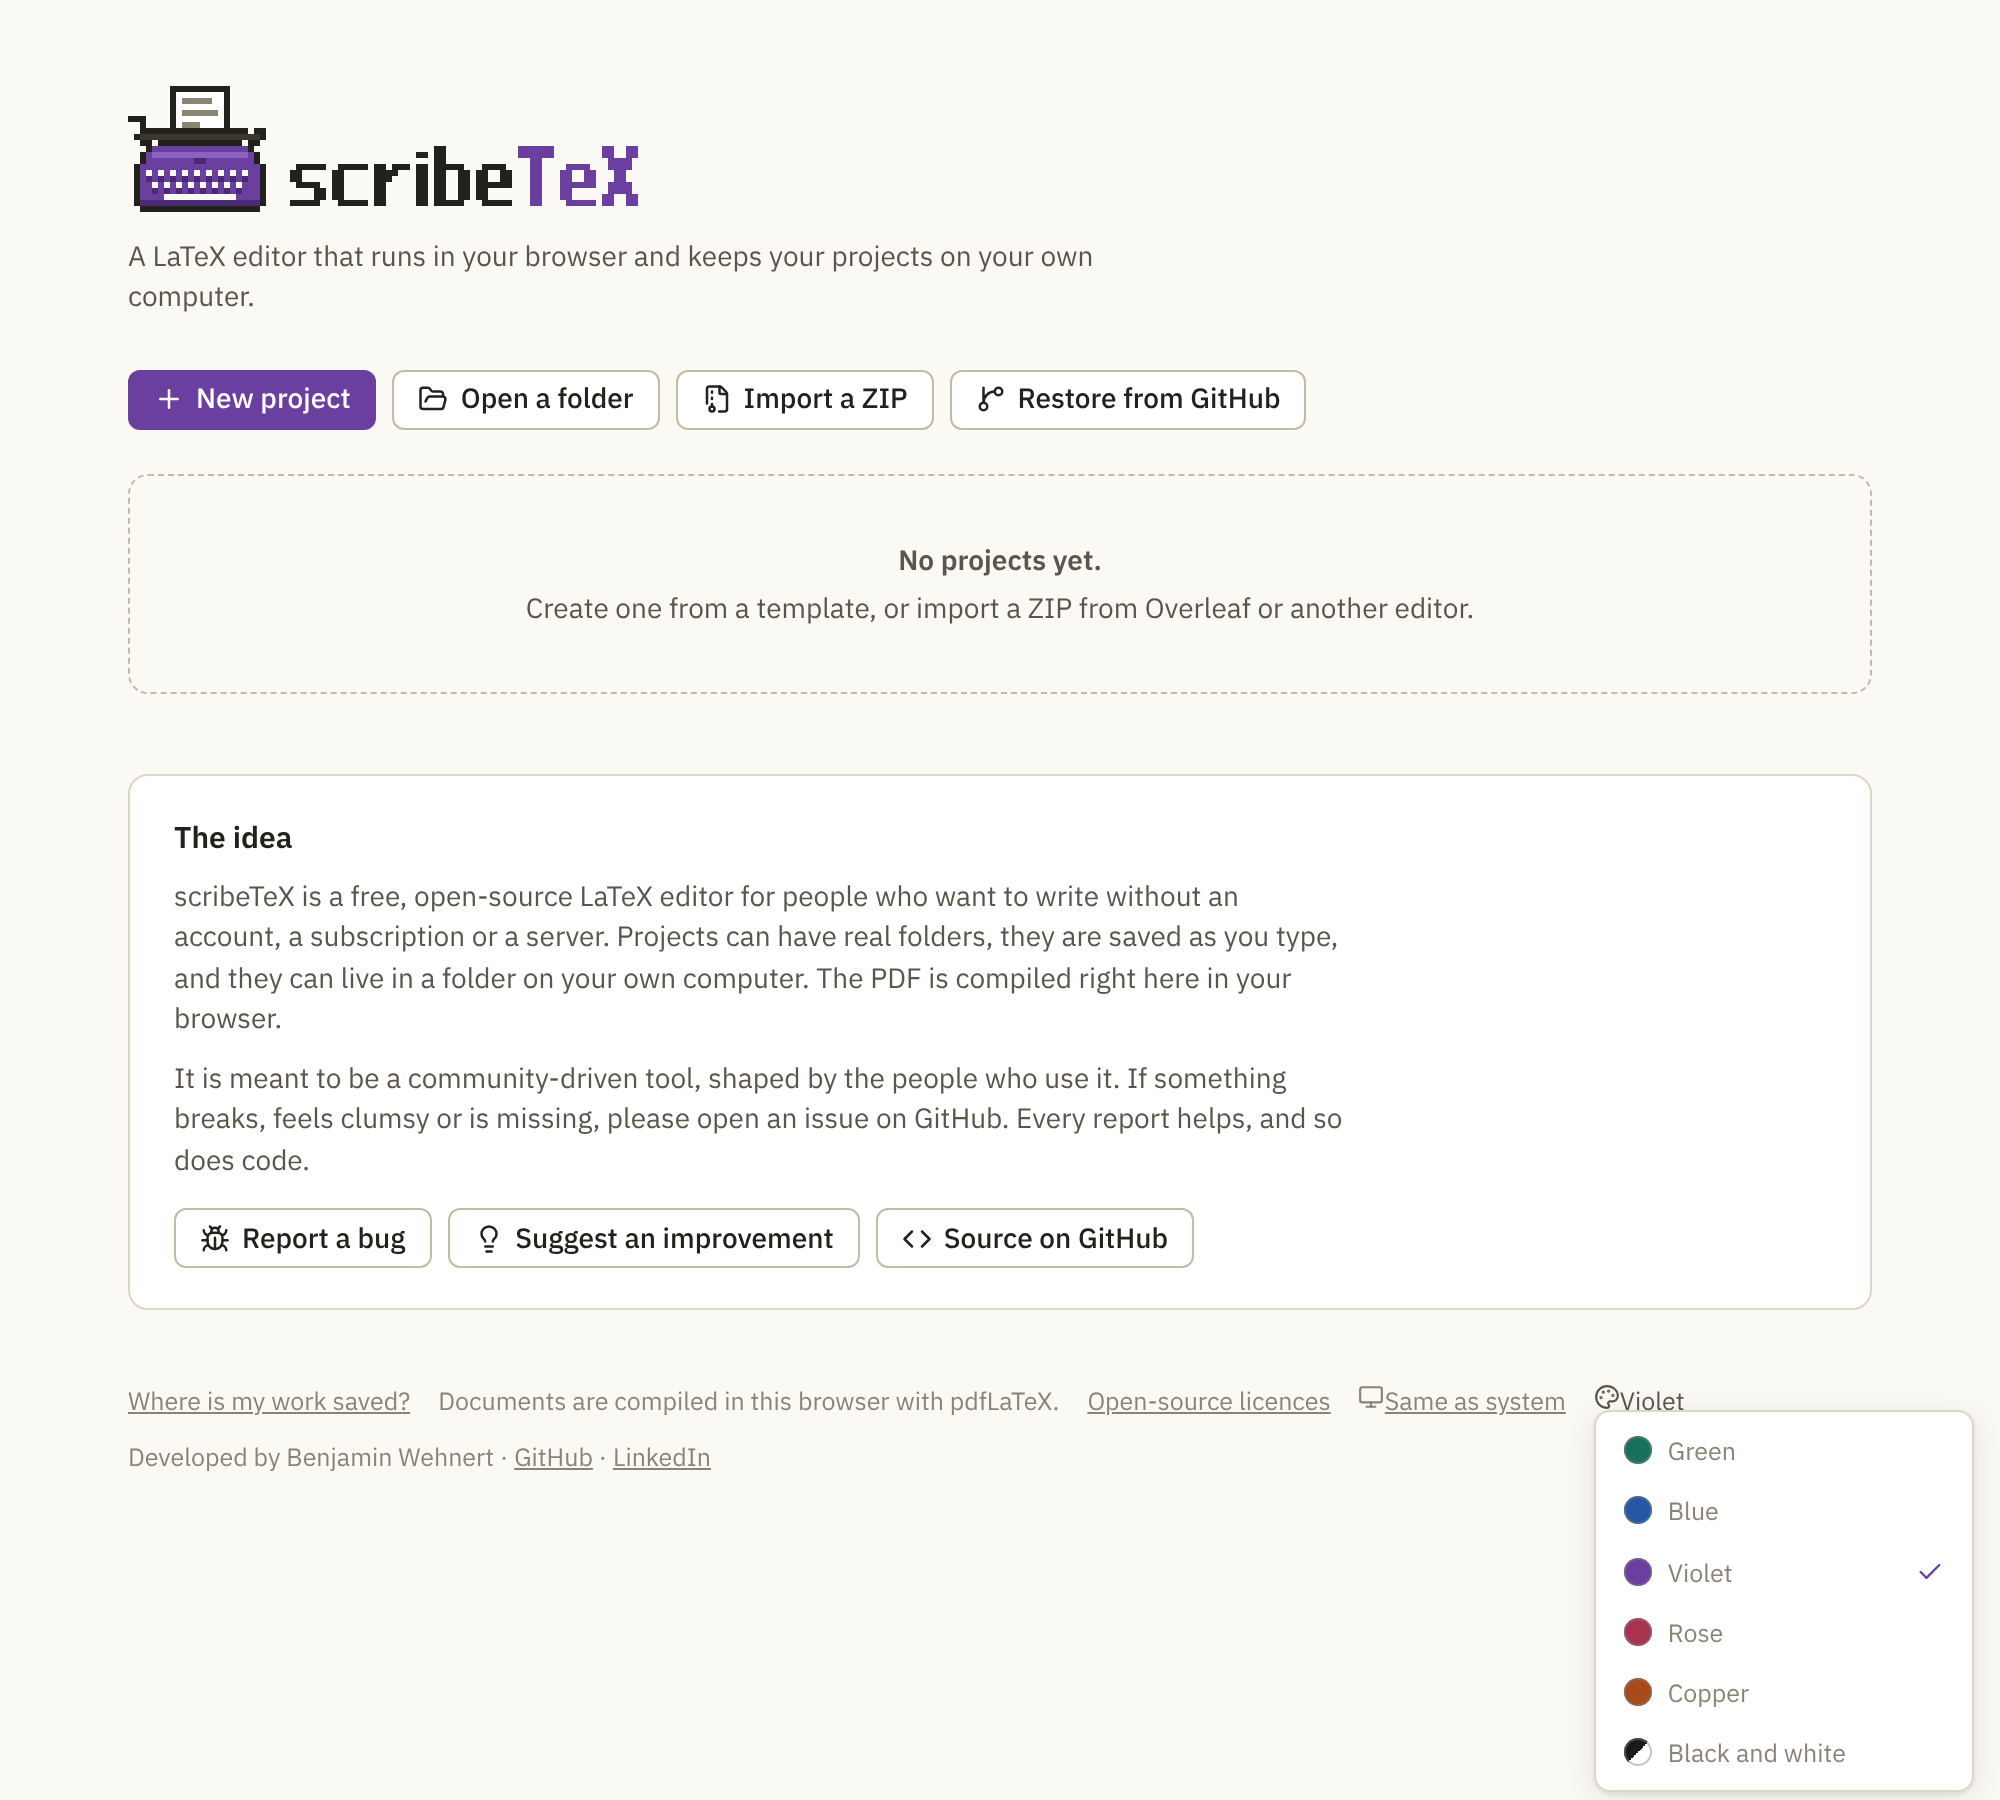 scribeTeX
A LaTeX editor that runs in your browser and keeps your projects on your own
computer.
New project
Open a folder
Import a ZIP
Restore from GitHub
No projects yet.
Create one from a template, or import a ZIP from Overleaf or another editor.
The idea
scribeTeX is a free, open-source LaTeX editor for people who want to write without an
account, a subscription or a server. Projects can have real folders, they are saved as you type,
and they can live in a folder on your own computer. The PDF is compiled right here in your
browser.
It is meant to be a community-driven tool, shaped by the people who use it. If something
breaks, feels clumsy or is missing, please open an issue on GitHub. Every report helps, and so
does code.
Report a bug
Suggest an improvement
Source on GitHub
Where is my work saved? Documents are compiled in this browser with pdfLaTeX. Open-source licences Same as system Violet
Developed by Benjamin Wehnert · GitHub · LinkedIn
Green
Blue
Violet
Rose
Copper
Black and white